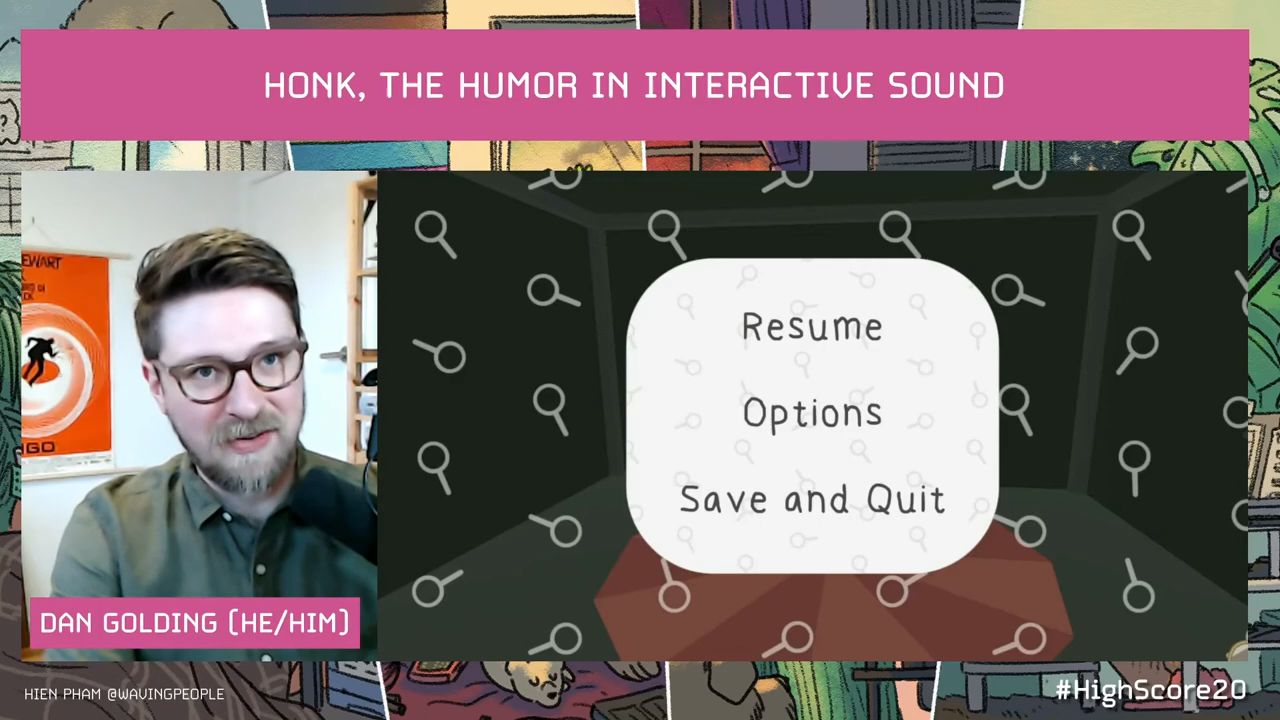 HONK, THE HUMOR IN INTERACTIVE SOUND
EWART
Resume
Options
Save and Quit
DAN GOLDING (HE/HIM)
HIEN PHAM @WAVINGPEOPLE
#HighScore20